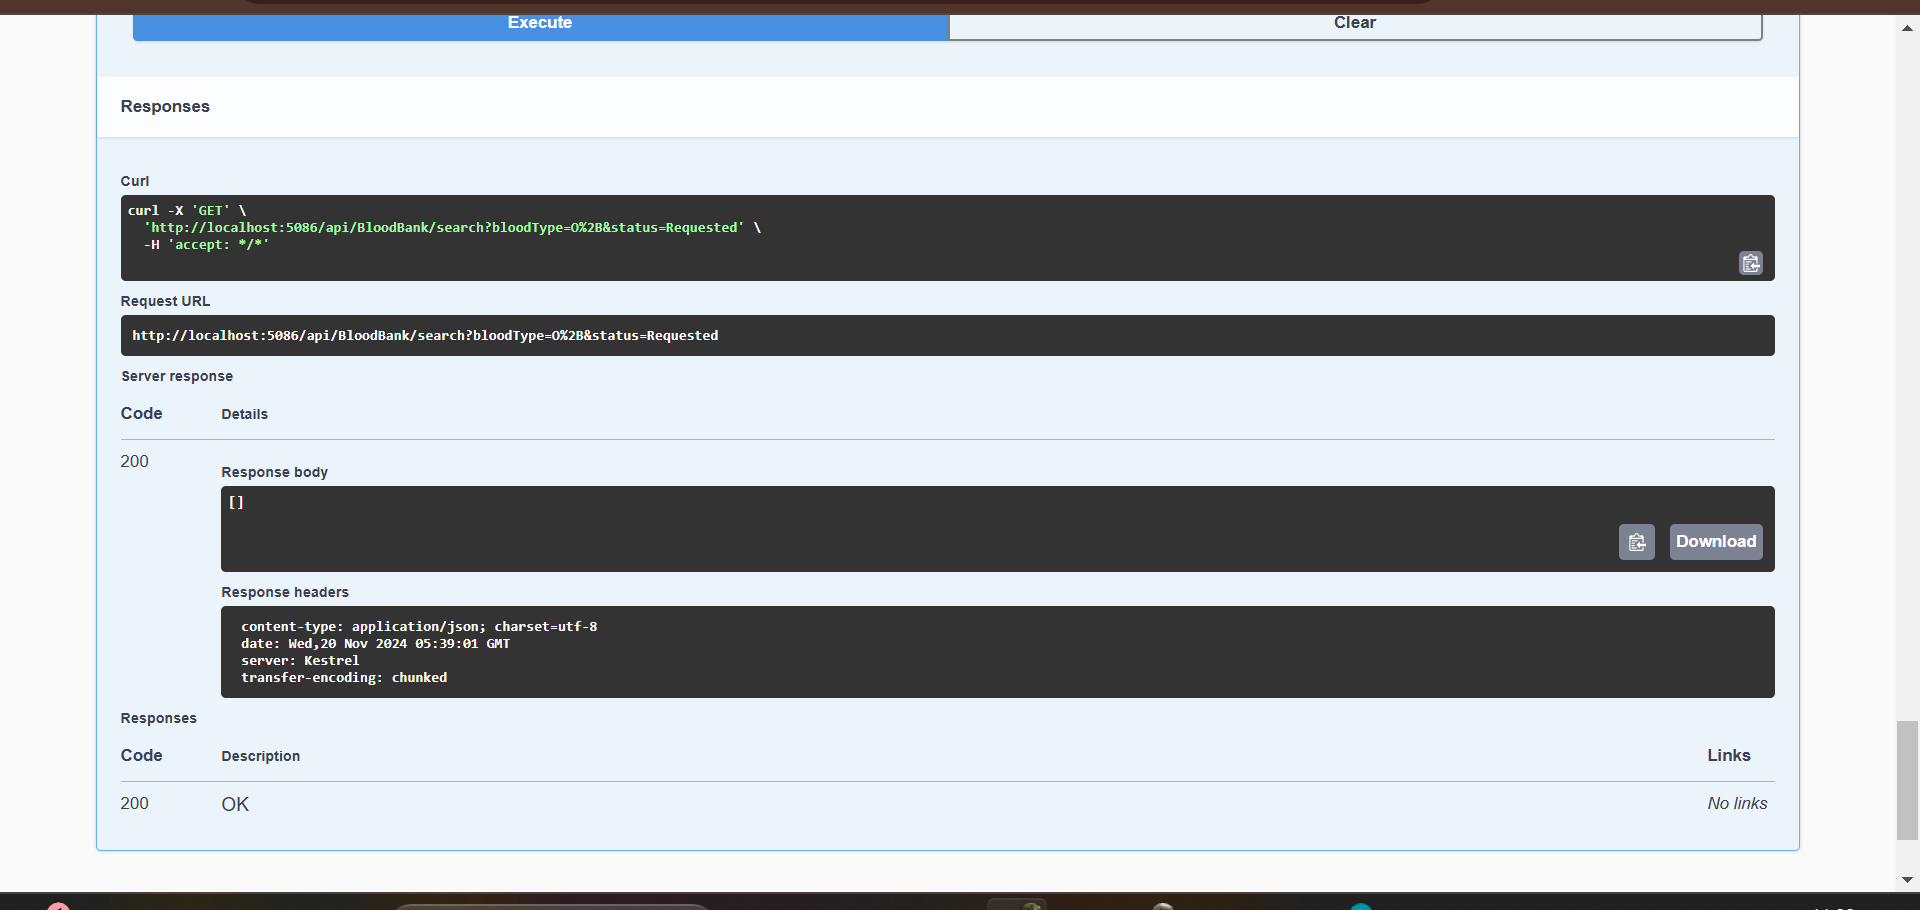 Execute
Clear
Responses
Curl
curl -X 'GET' \
'http://localhost:5086/api/BloodBank/search?bloodType=O%2B&status=Requested' \
-H 'accept: */*'
Request URL
http://localhost:5086/api/BloodBank/search?bloodType=O%2B&status=Requested
Server response
Code Details
200
Response body
[]
Download
Response headers
content-type: application/json; charset=utf-8
date: Wed,20 Nov 2024 05:39:01 GMT
server: Kestrel
transfer-encoding: chunked
Responses
Code Description Links
200 OK No links